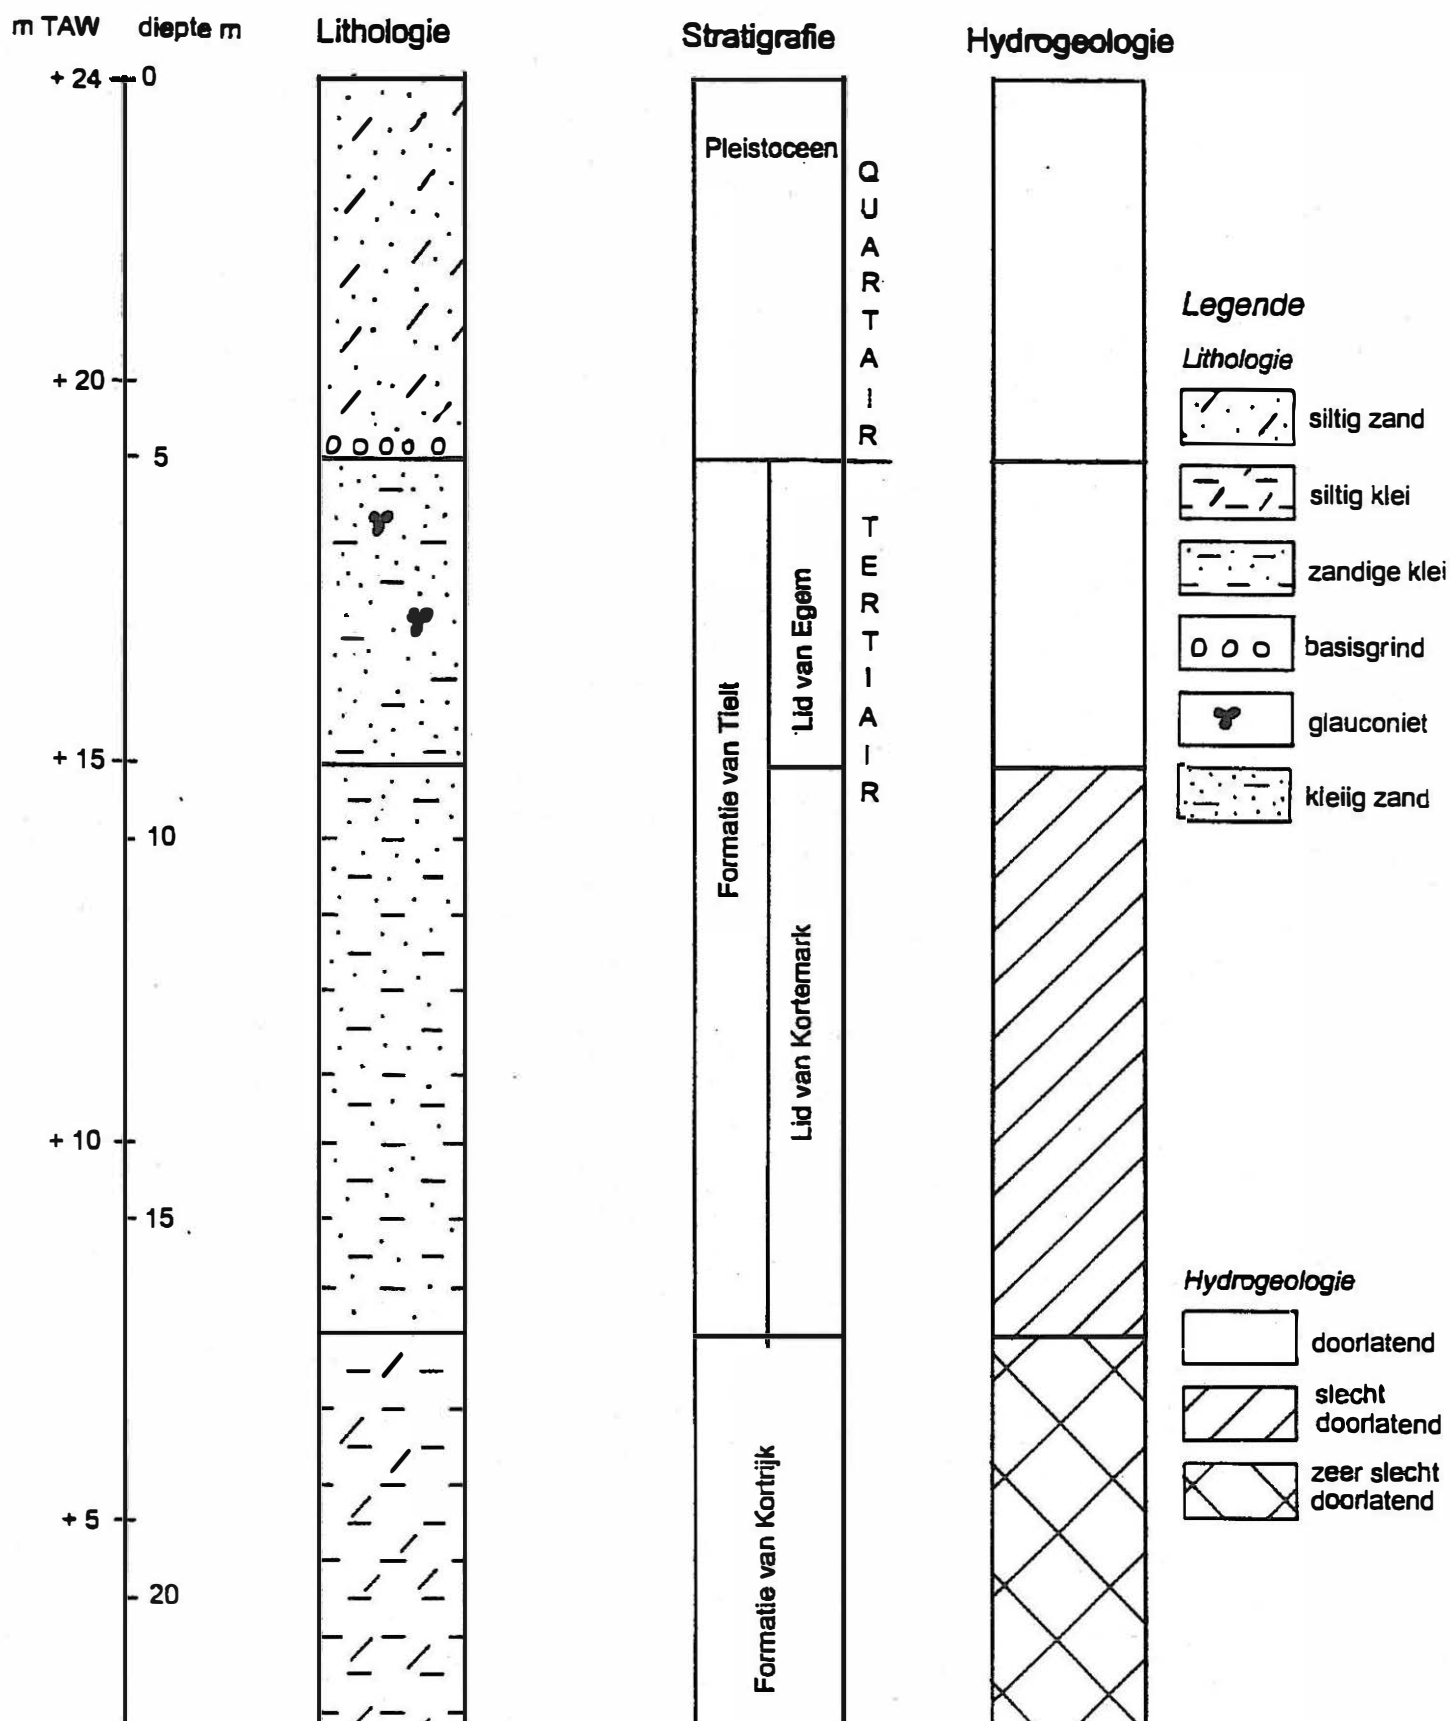 m TAW diepte m Lithologie Stratigrafie Hydrogeologie
+ 24 0
Pleistoceen
QUARTAIR
+ 20
5
TERTIAIR
Formatie van Tielt
Lid van Egem
+ 15
10
Lid van Kortemark
+ 10
15
Formatie van Kortrijk
+ 5
20
Legende
Lithologie
siltig zand
siltig klei
zandige klei
basisgrind
glauconiet
kleiig zand
Hydrogeologie
doorlatend
slecht
doorlatend
zeer slecht
doorlatend